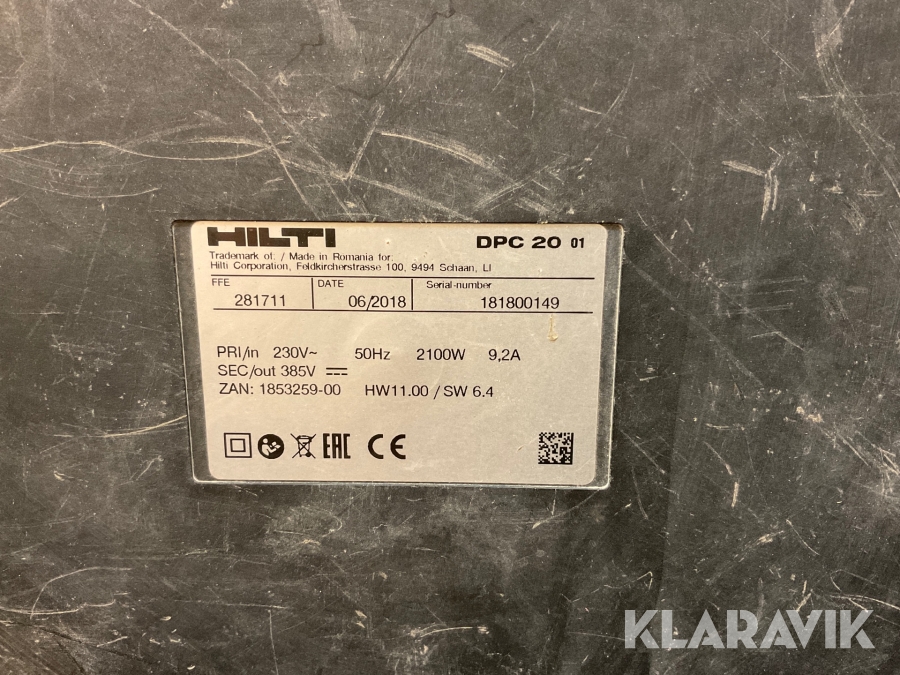 HILTI DPC 20 01
Trademark of: / Made in Romania for:
Hilti Corporation, Feldkircherstrasse 100, 9494 Schaan, LI
FFE DATE Serial-number
281711 06/2018 181800149
PRI/in 230V~ 50Hz 2100W 9,2A
SEC/out 385V
ZAN: 1853259-00 HW11.00 / SW 6.4
EAC CE
KLARAVIK